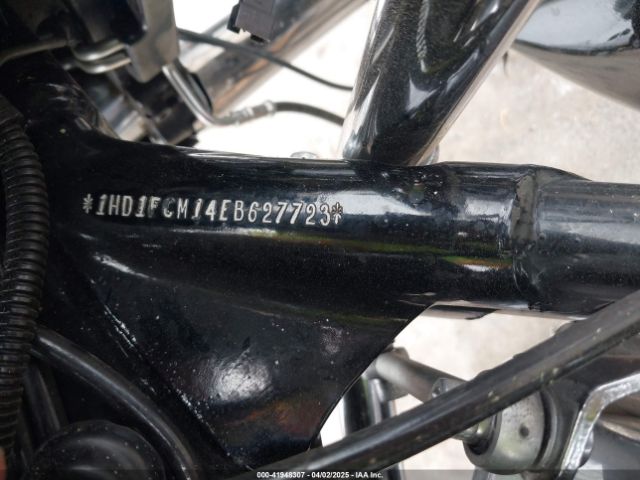 *1HD1FCM14EB627723*
000-41948307 - 04/02/2025 - IAA Inc.